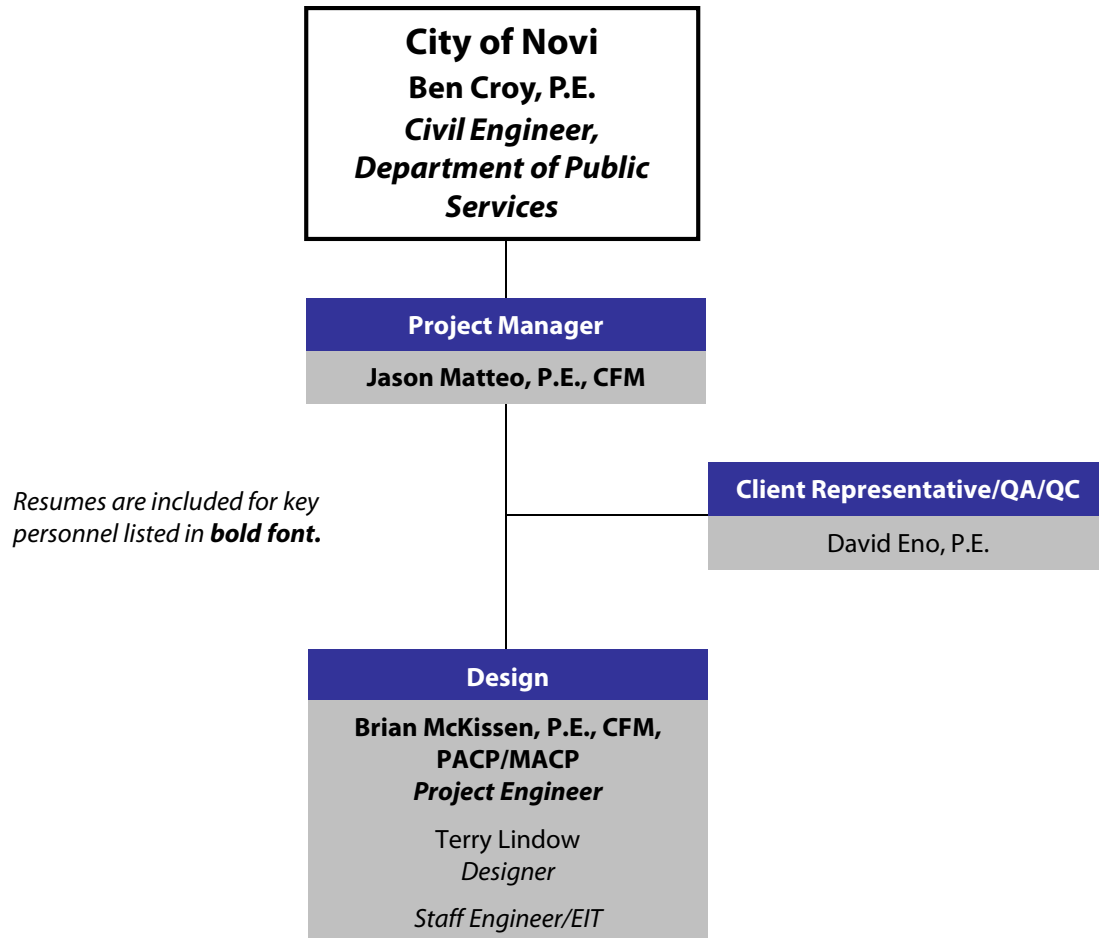 City of Novi
Ben Croy, P.E.
Civil Engineer,
Department of Public
Services
Project Manager
Jason Matteo, P.E., CFM
Resumes are included for key
personnel listed in bold font.
Client Representative/QA/QC
David Eno, P.E.
Design
Brian McKissen, P.E., CFM,
PACP/MACP
Project Engineer
Terry Lindow
Designer
Staff Engineer/EIT